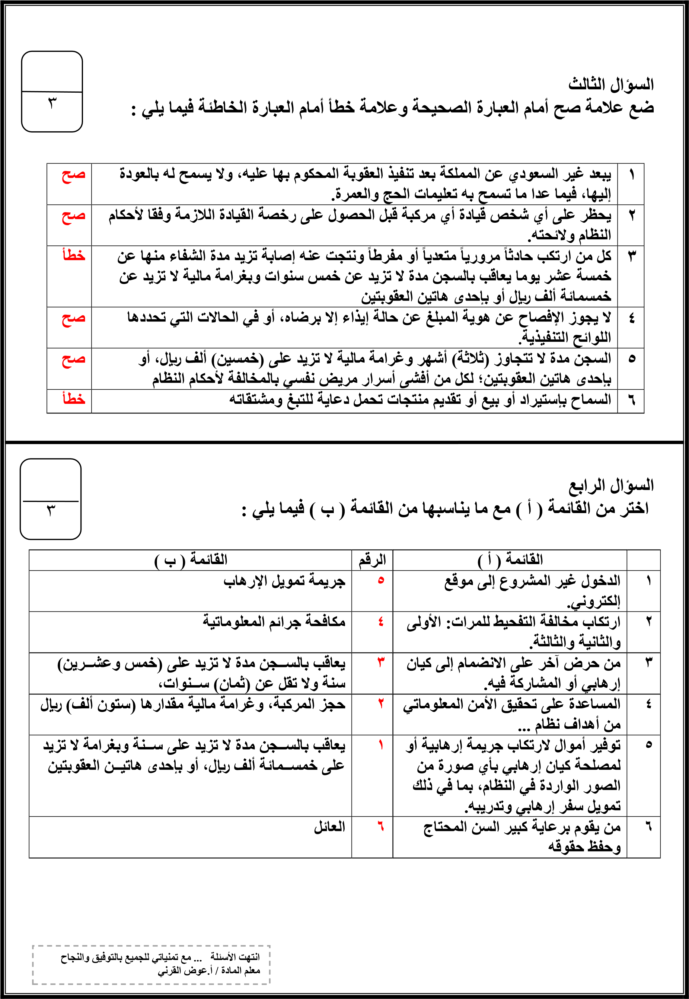 السؤال الثالث
ضع علامة صح أمام العبارة الصحيحة وعلامة خطأ أمام العبارة الخاطئة فيما يلي :
٣
١ يبعد غير السعودي عن المملكة بعد تنفيذ العقوبة المحكوم بها عليه، ولا يسمح له بالعودة صح
إليها، فيما عدا ما تسمح به تعليمات الحج والعمرة.
٢ يحظر على أي شخص قيادة أي مركبة قبل الحصول على رخصة القيادة اللازمة وفقا لأحكام صح
النظام ولائحته.
٣ كل من ارتكب حادثاً مرورياً متعدياً أو مفرطاً ونتجت عنه إصابة تزيد مدة الشفاء منها عن خطأ
خمسة عشر يوما يعاقب بالسجن مدة لا تزيد عن خمس سنوات وبغرامة مالية لا تزيد عن
خمسمائة ألف ريال أو بإحدى هاتين العقوبتين
٤ لا يجوز الإفصاح عن هوية المبلغ عن حالة إيذاء إلا برضاه، أو في الحالات التي تحددها صح
اللوائح التنفيذية.
٥ السجن مدة لا تتجاوز (ثلاثة) أشهر وغرامة مالية لا تزيد على (خمسين) ألف ريال، أو صح
بإحدى هاتين العقوبتين؛ لكل من أفشى أسرار مريض نفسي بالمخالفة لأحكام النظام
٦ السماح بإستيراد أو بيع أو تقديم منتجات تحمل دعاية للتبغ ومشتقاته خطأ
السؤال الرابع
اختر من القائمة ( أ ) مع ما يناسبها من القائمة ( ب ) فيما يلي :
٣
القائمة ( أ ) الرقم القائمة ( ب )
١ الدخول غير المشروع إلى موقع ٥ جريمة تمويل الإرهاب
إلكتروني.
٢ ارتكاب مخالفة التفحيط للمرات: الأولى ٤ مكافحة جرائم المعلوماتية
والثانية والثالثة.
٣ من حرض آخر على الانضمام إلى كيان ٣ يعاقب بالســجن مدة لا تزيد على (خمس وعشــرين)
إرهابي أو المشاركة فيه. سنة ولا تقل عن (ثمان) ســنوات،
٤ المساعدة على تحقيق الأمن المعلوماتي ٢ حجز المركبة، وغرامة مالية مقدارها (ستون ألف) ريال
من أهداف نظام ...
٥ توفير أموال لارتكاب جريمة إرهابية أو ١ يعاقب بالســجن مدة لا تزيد على ســنة وبغرامة لا تزيد
لمصلحة كيان إرهابي بأي صورة من على خمســمائة ألف ريال، أو بإحدى هاتيــن العقوبتين
الصور الواردة في النظام، بما في ذلك
تمويل سفر إرهابي وتدريبه.
٦ من يقوم برعاية كبير السن المحتاج ٦ العائل
وحفظ حقوقه
انتهت الأسئلة ... مع تمنياتي للجميع بالتوفيق والنجاح
معلم المادة / أ.عوض القرني